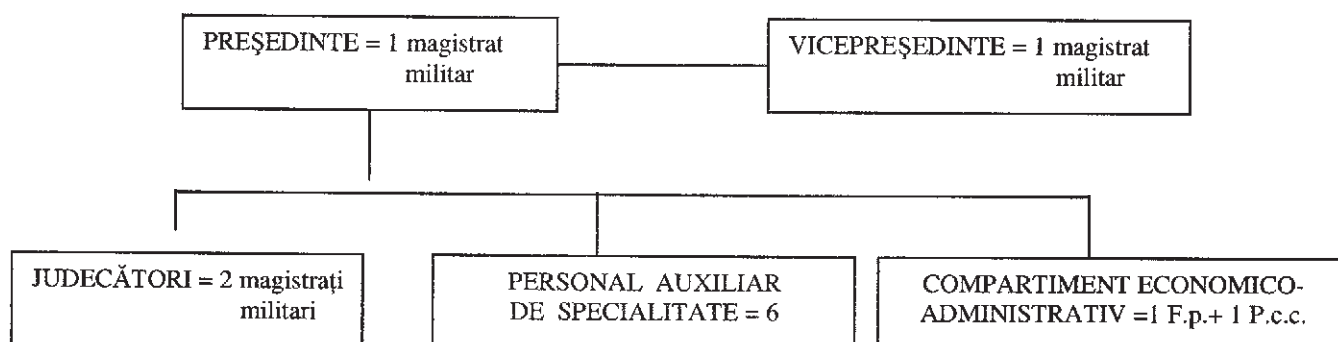 PREŞEDINTE = 1 magistrat
militar
VICEPREŞEDINTE = 1 magistrat
militar
JUDECĂTORI = 2 magistraţi
militari
PERSONAL AUXILIAR
DE SPECIALITATE = 6
COMPARTIMENT ECONOMICO-
ADMINISTRATIV =1 F.p.+ 1 P.c.c.